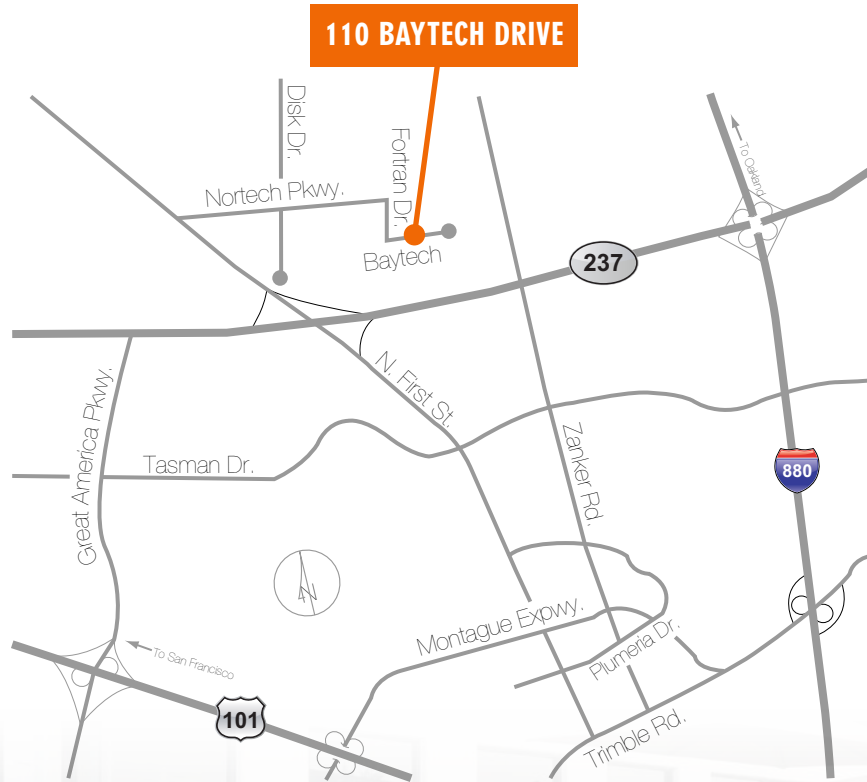 110 BAYTECH DRIVE
Disk Dr.
Fortran Dr.
To Oakland
Nortech Pkwy.
Baytech
237
N. First St.
Great America Pkwy.
Tasman Dr.
Zanker Rd.
880
N
Montague Expwy.
Plumeria Dr.
To San Francisco
101
Trimble Rd.